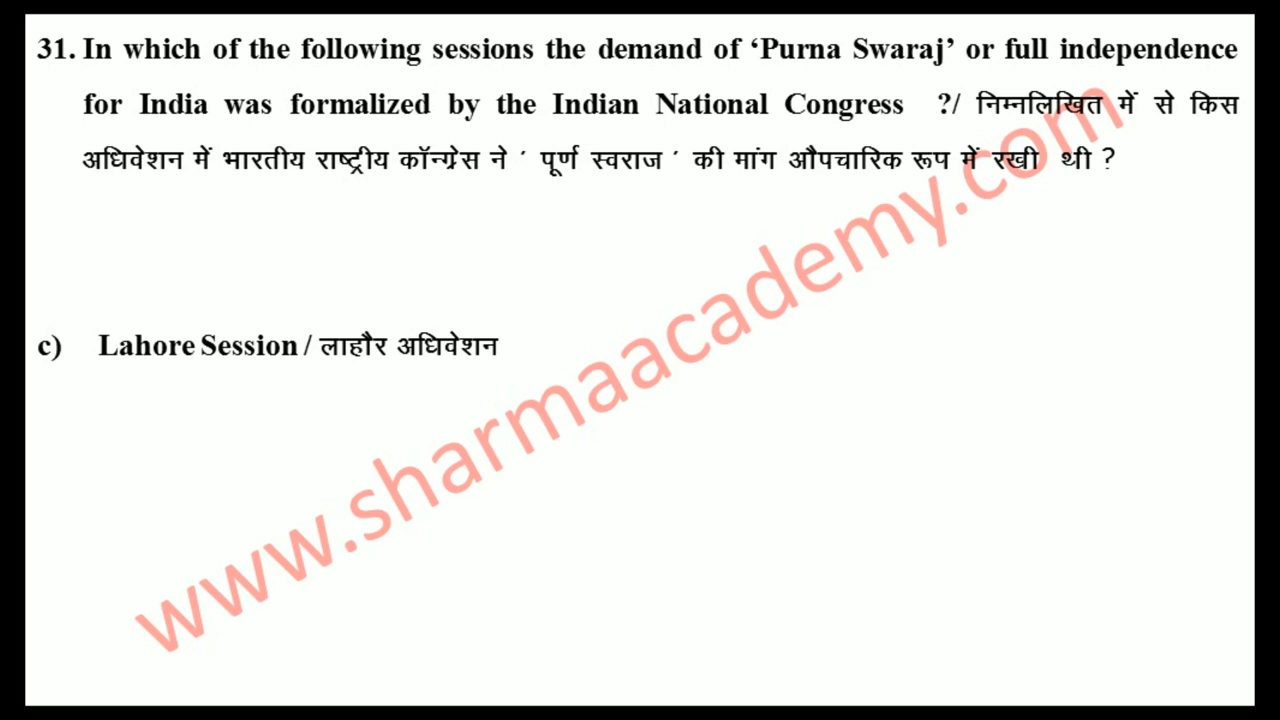 31. In which of the following sessions the demand of ‘Purna Swaraj’ or full independence
for India was formalized by the Indian National Congress ?/ निम्नलिखित में से किस
अधिवेशन में भारतीय राष्ट्रीय कॉन्ग्रेस ने ' पूर्ण स्वराज ' की मांग औपचारिक रूप में रखी थी ?
c) Lahore Session / लाहौर अधिवेशन
www.sharmaacademy.com